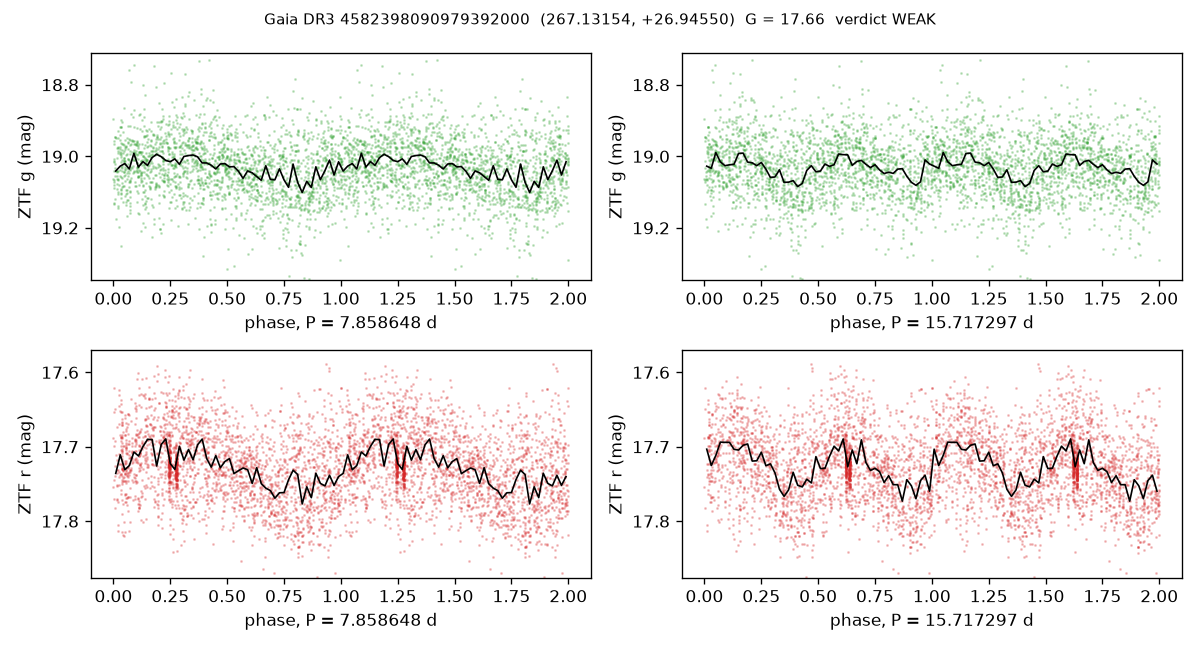 Gaia DR3 4582398090979392000 (267.13154, +26.94550) G = 17.66 verdict WEAK
ZTF g (mag)
18.8
19.0
19.2
0.00 0.25 0.50 0.75 1.00 1.25 1.50 1.75 2.00
phase, P = 7.858648 d
ZTF g (mag)
18.8
19.0
19.2
0.00 0.25 0.50 0.75 1.00 1.25 1.50 1.75 2.00
phase, P = 15.717297 d
ZTF r (mag)
17.6
17.7
17.8
0.00 0.25 0.50 0.75 1.00 1.25 1.50 1.75 2.00
phase, P = 7.858648 d
ZTF r (mag)
17.6
17.7
17.8
0.00 0.25 0.50 0.75 1.00 1.25 1.50 1.75 2.00
phase, P = 15.717297 d